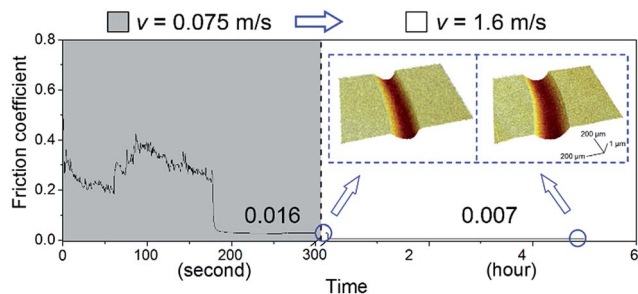 v = 0.075 m/s v = 1.6 m/s
Friction coefficient
0.8
0.6
0.4
0.2
0.0
200 μm
1 μm
200 μm
0.016 0.007
0 100 200 300 2 4 6
(second) (hour)
Time